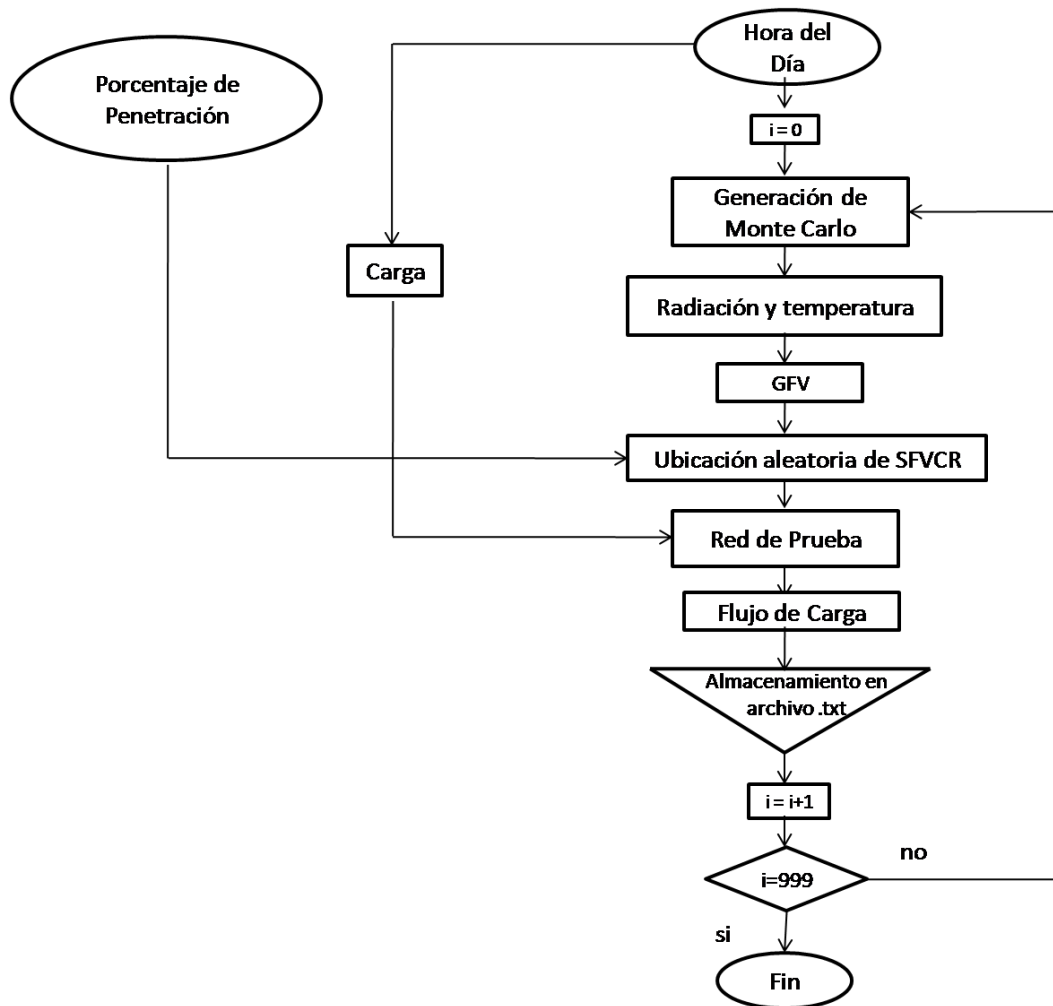 Hora del
Día
Porcentaje de
Penetración
i = 0
Generación de
Monte Carlo
Carga
Radiación y temperatura
GFV
Ubicación aleatoria de SFVCR
Red de Prueba
Flujo de Carga
Almacenamiento en
archivo .txt
i = i+1
no
i=999
si
Fin